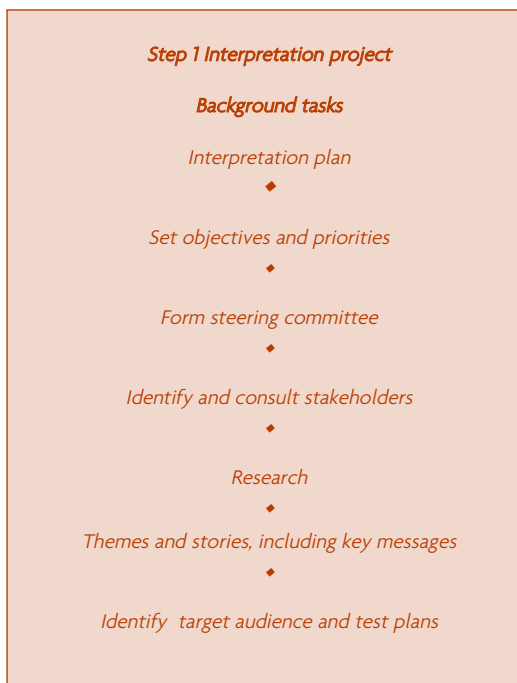 Step 1 Interpretation project
Background tasks
Interpretation plan
◆
Set objectives and priorities
◆
Form steering committee
◆
Identify and consult stakeholders
◆
Research
◆
Themes and stories, including key messages
◆
Identify  target audience and test plans